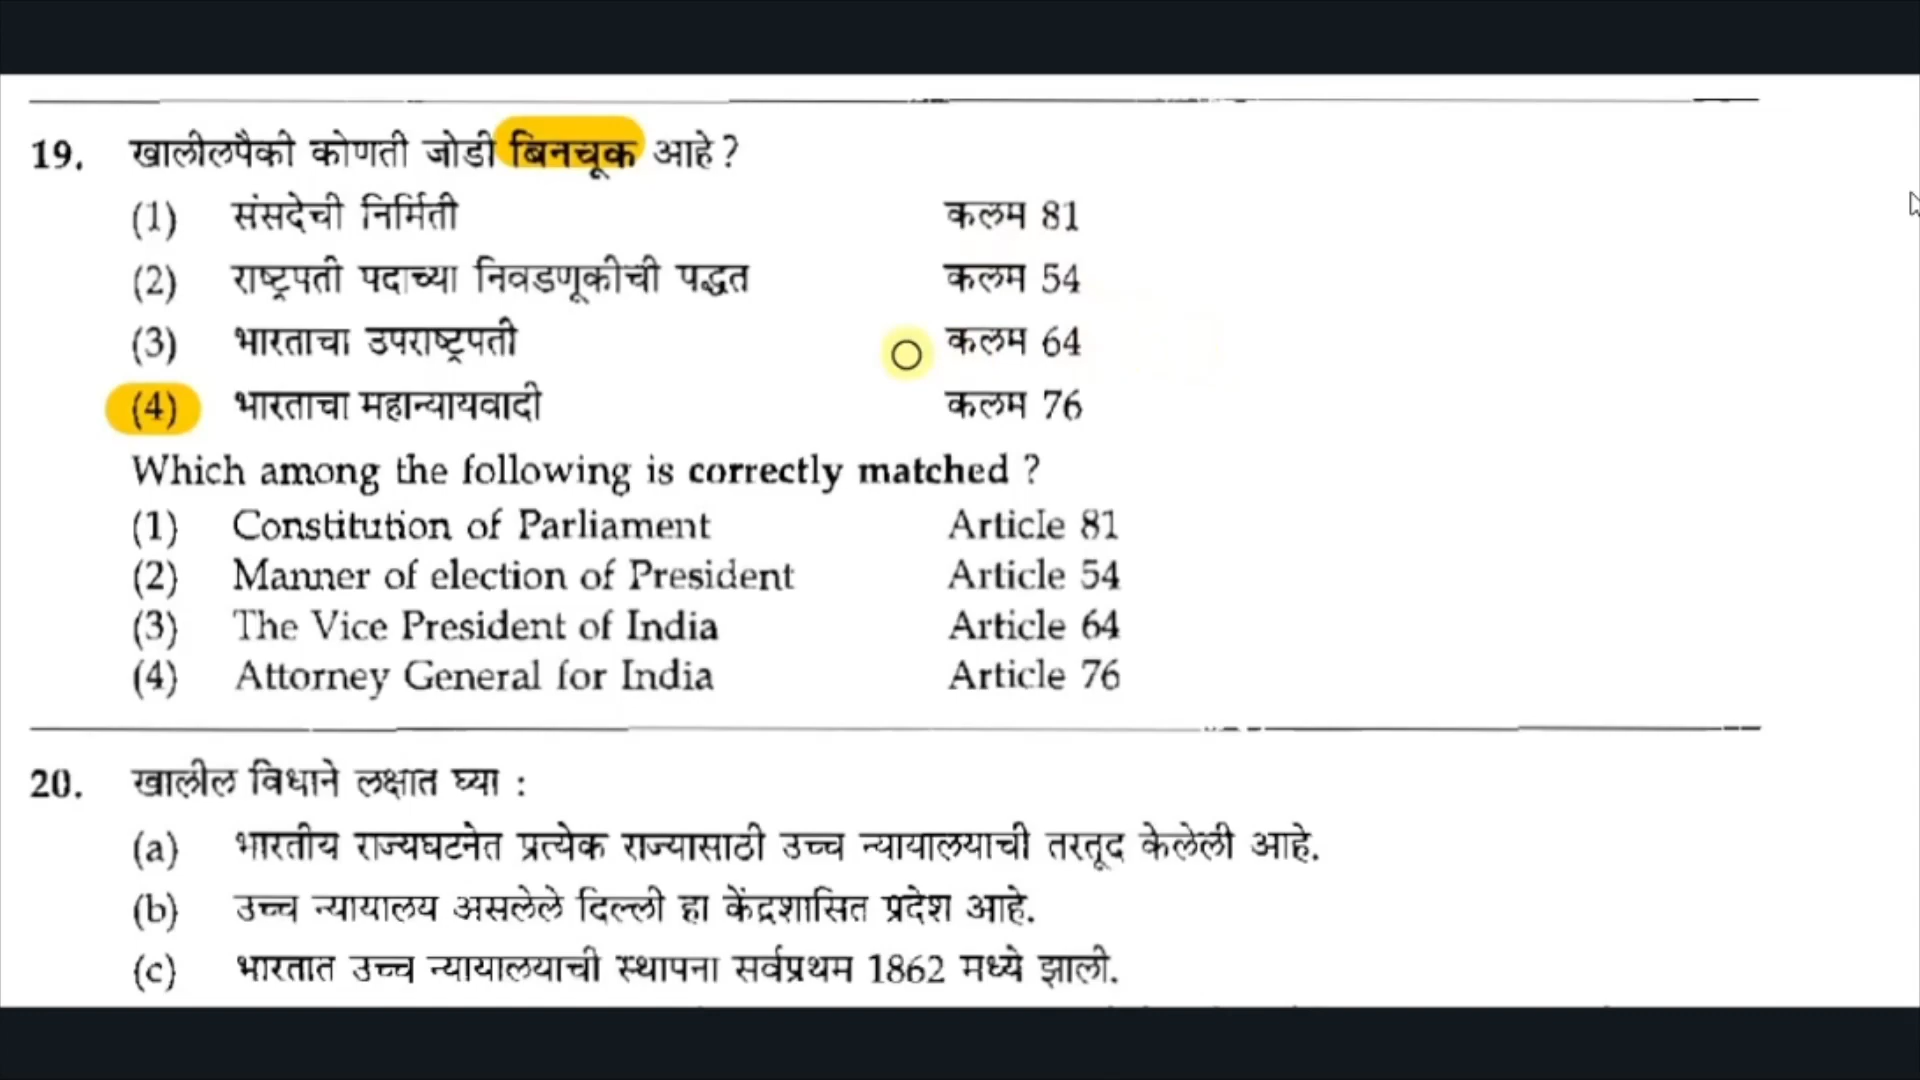 19. खालीलपैकी कोणती जोडी बिनचूक आहे ?
(1) संसदेची निर्मिती कलम 81
(2) राष्ट्रपती पदाच्या निवडणूकीची पद्धत कलम 54
(3) भारताचा उपराष्ट्रपती कलम 64
(4) भारताचा महान्यायवादी कलम 76
Which among the following is correctly matched ?
(1) Constitution of Parliament Article 81
(2) Manner of election of President Article 54
(3) The Vice President of India Article 64
(4) Attorney General for India Article 76
20. खालील विधाने लक्षात घ्या :
(a) भारतीय राज्यघटनेत प्रत्येक राज्यासाठी उच्च न्यायालयाची तरतूद केलेली आहे.
(b) उच्च न्यायालय असलेले दिल्ली हा केंद्रशासित प्रदेश आहे.
(c) भारतात उच्च न्यायालयाची स्थापना सर्वप्रथम 1862 मध्ये झाली.